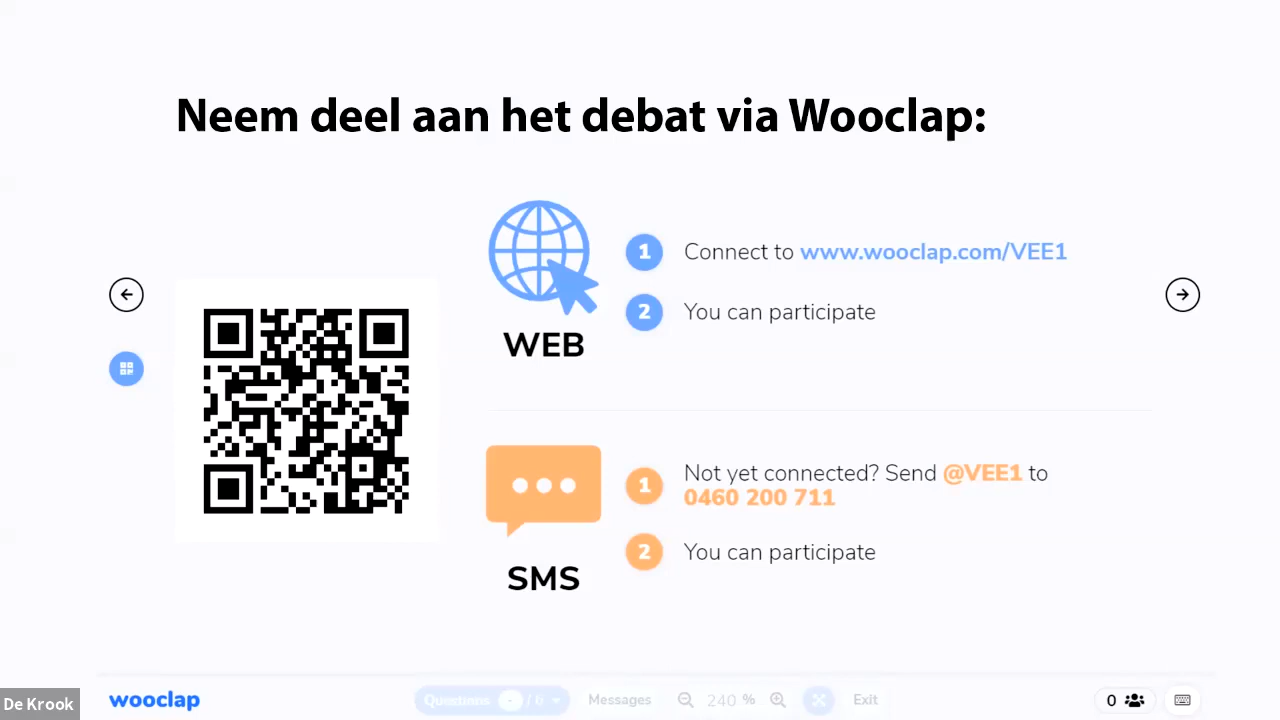 Neem deel aan het debat via Wooclap:
WEB
1 Connect to www.wooclap.com/VEE1
2 You can participate
SMS
1 Not yet connected? Send @VEE1 to
0460 200 711
2 You can participate
De Krook
wooclap
Questions - / 6
Messages
240 %
Exit
0